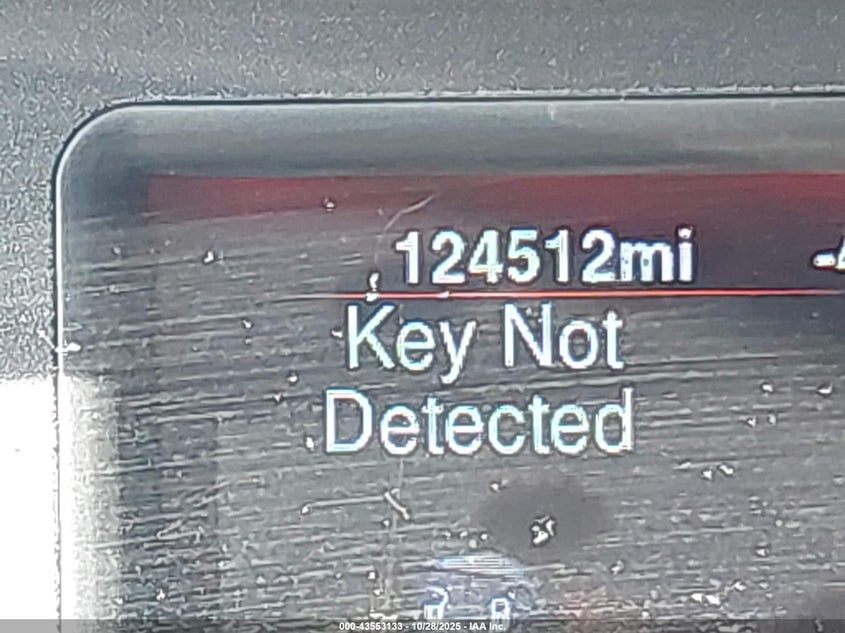 124512mi
Key Not
Detected
000-43553133 - 10/28/2025 - IAA Inc.